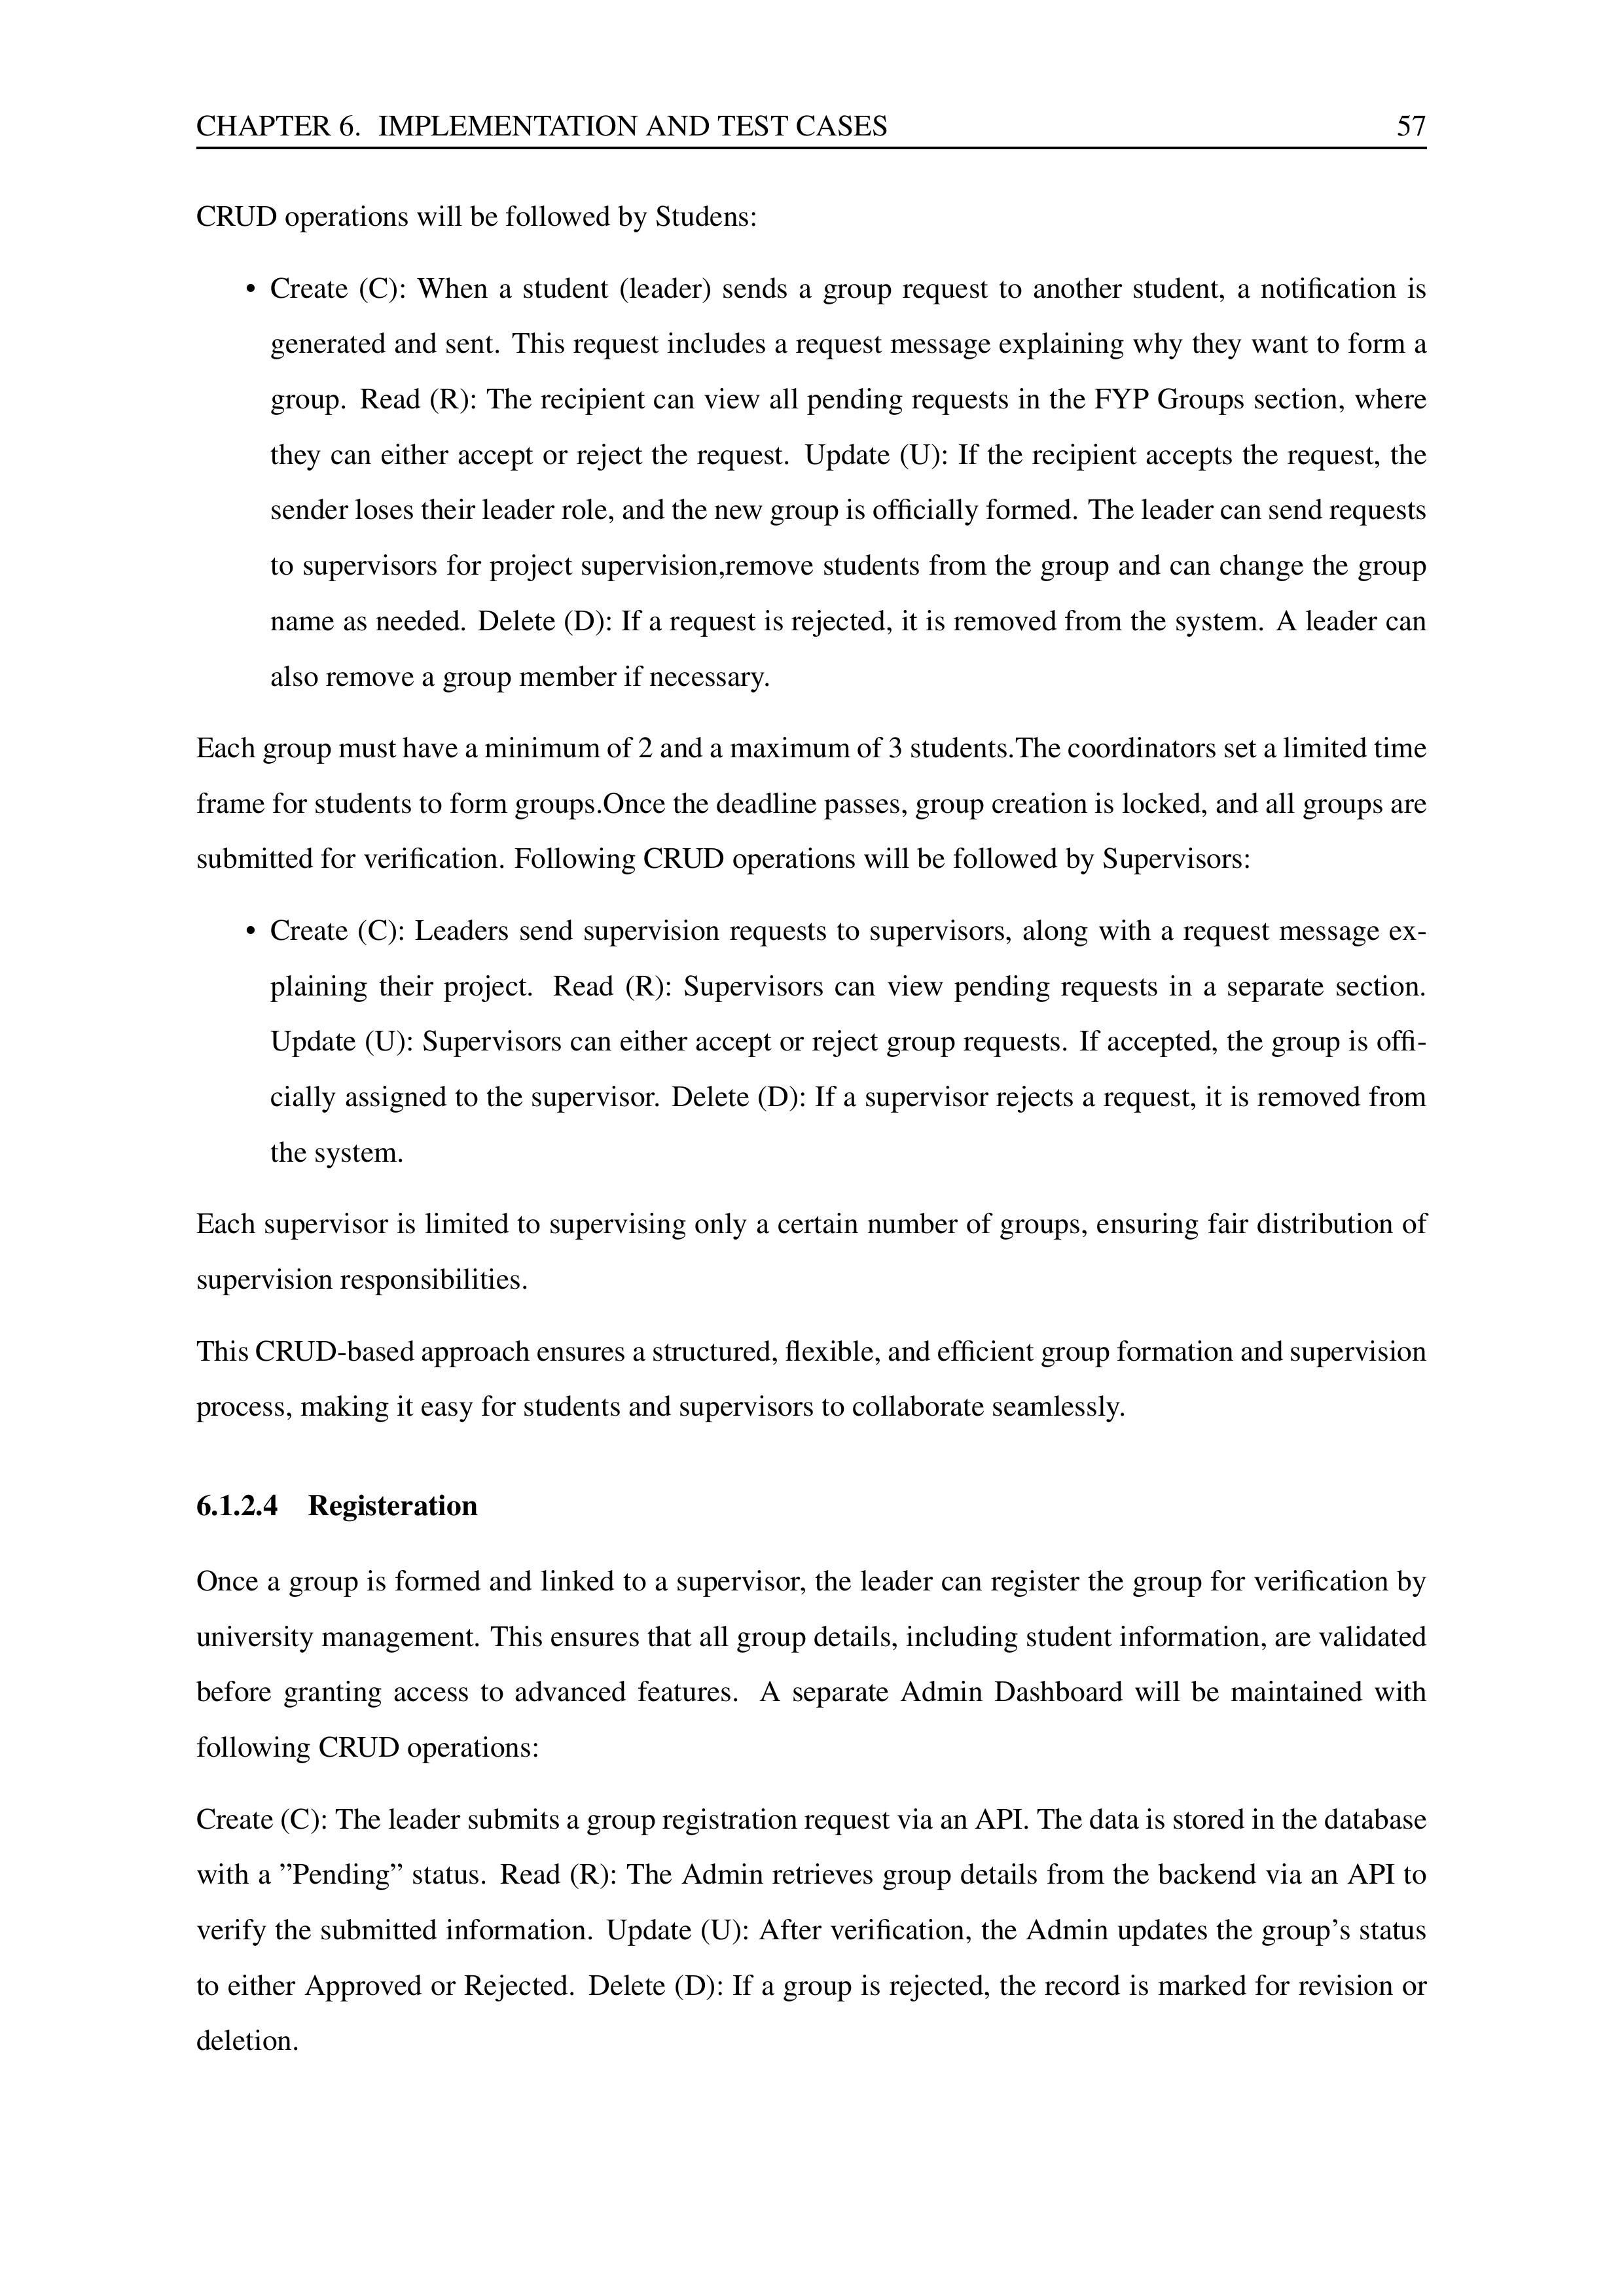 CHAPTER 6. IMPLEMENTATION AND TEST CASES 57
CRUD operations will be followed by Studens:
• Create (C): When a student (leader) sends a group request to another student, a notification is
generated and sent. This request includes a request message explaining why they want to form a
group. Read (R): The recipient can view all pending requests in the FYP Groups section, where
they can either accept or reject the request. Update (U): If the recipient accepts the request, the
sender loses their leader role, and the new group is officially formed. The leader can send requests
to supervisors for project supervision,remove students from the group and can change the group
name as needed. Delete (D): If a request is rejected, it is removed from the system. A leader can
also remove a group member if necessary.
Each group must have a minimum of 2 and a maximum of 3 students.The coordinators set a limited time
frame for students to form groups.Once the deadline passes, group creation is locked, and all groups are
submitted for verification. Following CRUD operations will be followed by Supervisors:
• Create (C): Leaders send supervision requests to supervisors, along with a request message ex-
plaining their project. Read (R): Supervisors can view pending requests in a separate section.
Update (U): Supervisors can either accept or reject group requests. If accepted, the group is offi-
cially assigned to the supervisor. Delete (D): If a supervisor rejects a request, it is removed from
the system.
Each supervisor is limited to supervising only a certain number of groups, ensuring fair distribution of
supervision responsibilities.
This CRUD-based approach ensures a structured, flexible, and efficient group formation and supervision
process, making it easy for students and supervisors to collaborate seamlessly.
6.1.2.4 Registeration
Once a group is formed and linked to a supervisor, the leader can register the group for verification by
university management. This ensures that all group details, including student information, are validated
before granting access to advanced features. A separate Admin Dashboard will be maintained with
following CRUD operations:
Create (C): The leader submits a group registration request via an API. The data is stored in the database
with a ”Pending” status. Read (R): The Admin retrieves group details from the backend via an API to
verify the submitted information. Update (U): After verification, the Admin updates the group’s status
to either Approved or Rejected. Delete (D): If a group is rejected, the record is marked for revision or
deletion.